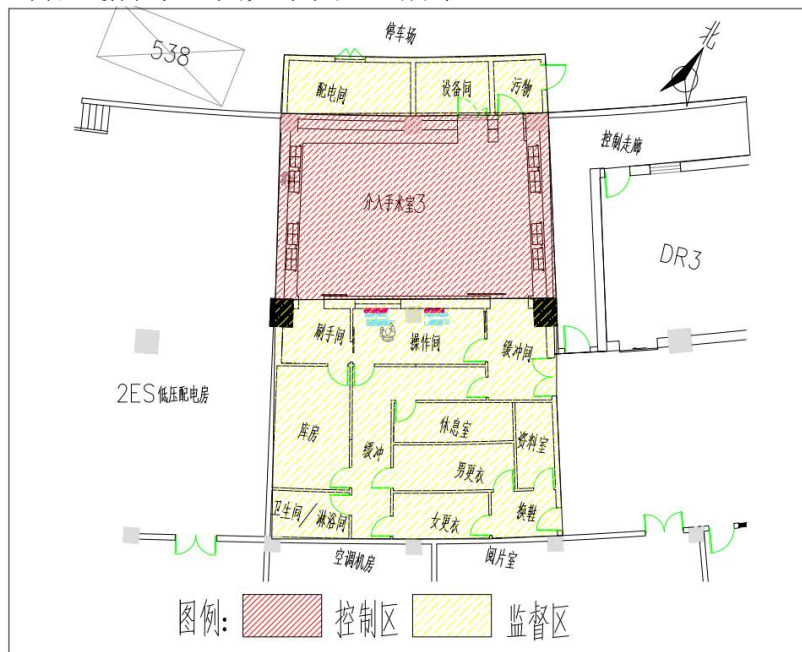 停车场
538
北
配电间
设备间
污物
控制走廊
介入手术室3
DR3
刷手间
操作间
缓冲间
2ES低压配电房
库房
缓冲
休息室
资料室
男更衣
卫生间/淋浴间
女更衣
换鞋
空调机房
阅片室
图例:
控制区
监督区